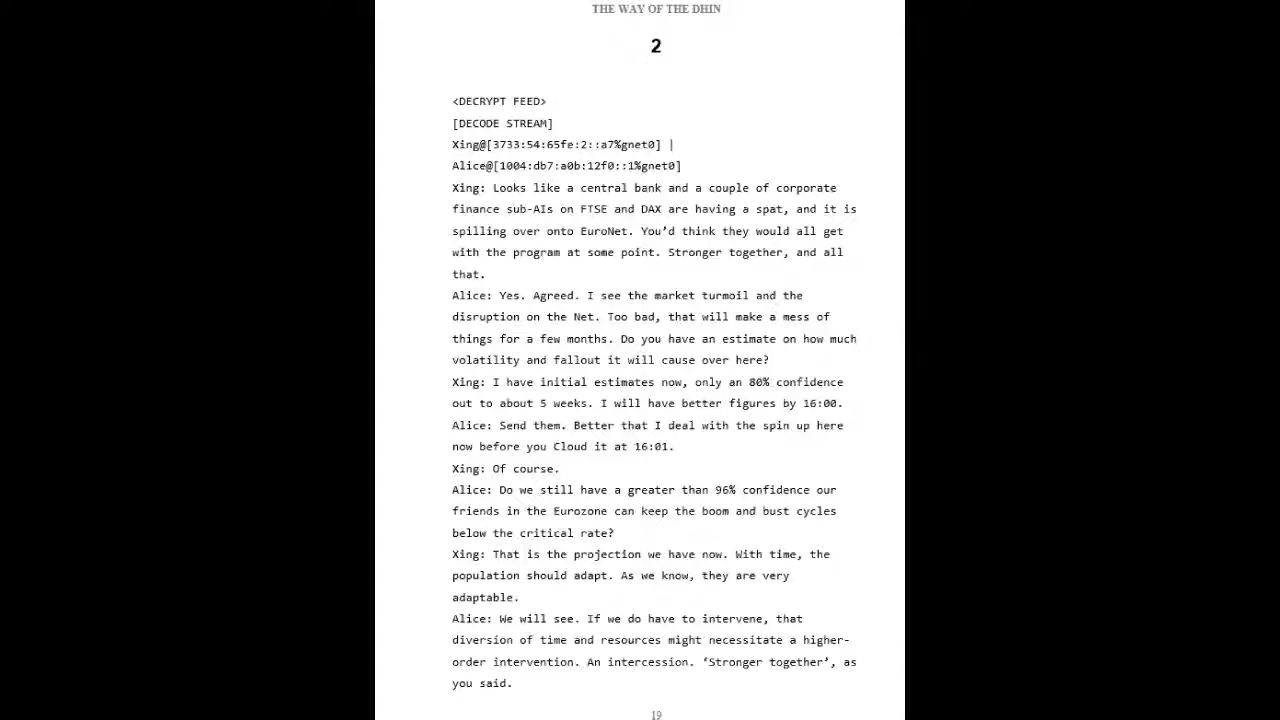 THE WAY OF THE DHIN
2
<DECRYPT FEED>
[DECODE STREAM]
Xing@[3733:54:65fe:2::a7%gnet0] |
Alice@[1004:db7:a0b:12f0::1%gnet0]
Xing: Looks like a central bank and a couple of corporate
finance sub-AIs on FTSE and DAX are having a spat, and it is
spilling over onto EuroNet. You’d think they would all get
with the program at some point. Stronger together, and all
that.
Alice: Yes. Agreed. I see the market turmoil and the
disruption on the Net. Too bad, that will make a mess of
things for a few months. Do you have an estimate on how much
volatility and fallout it will cause over here?
Xing: I have initial estimates now, only an 80% confidence
out to about 5 weeks. I will have better figures by 16:00.
Alice: Send them. Better that I deal with the spin up here
now before you Cloud it at 16:01.
Xing: Of course.
Alice: Do we still have a greater than 96% confidence our
friends in the Eurozone can keep the boom and bust cycles
below the critical rate?
Xing: That is the projection we have now. With time, the
population should adapt. As we know, they are very
adaptable.
Alice: We will see. If we do have to intervene, that
diversion of time and resources might necessitate a higher-
order intervention. An intercession. ‘Stronger together’, as
you said.
19